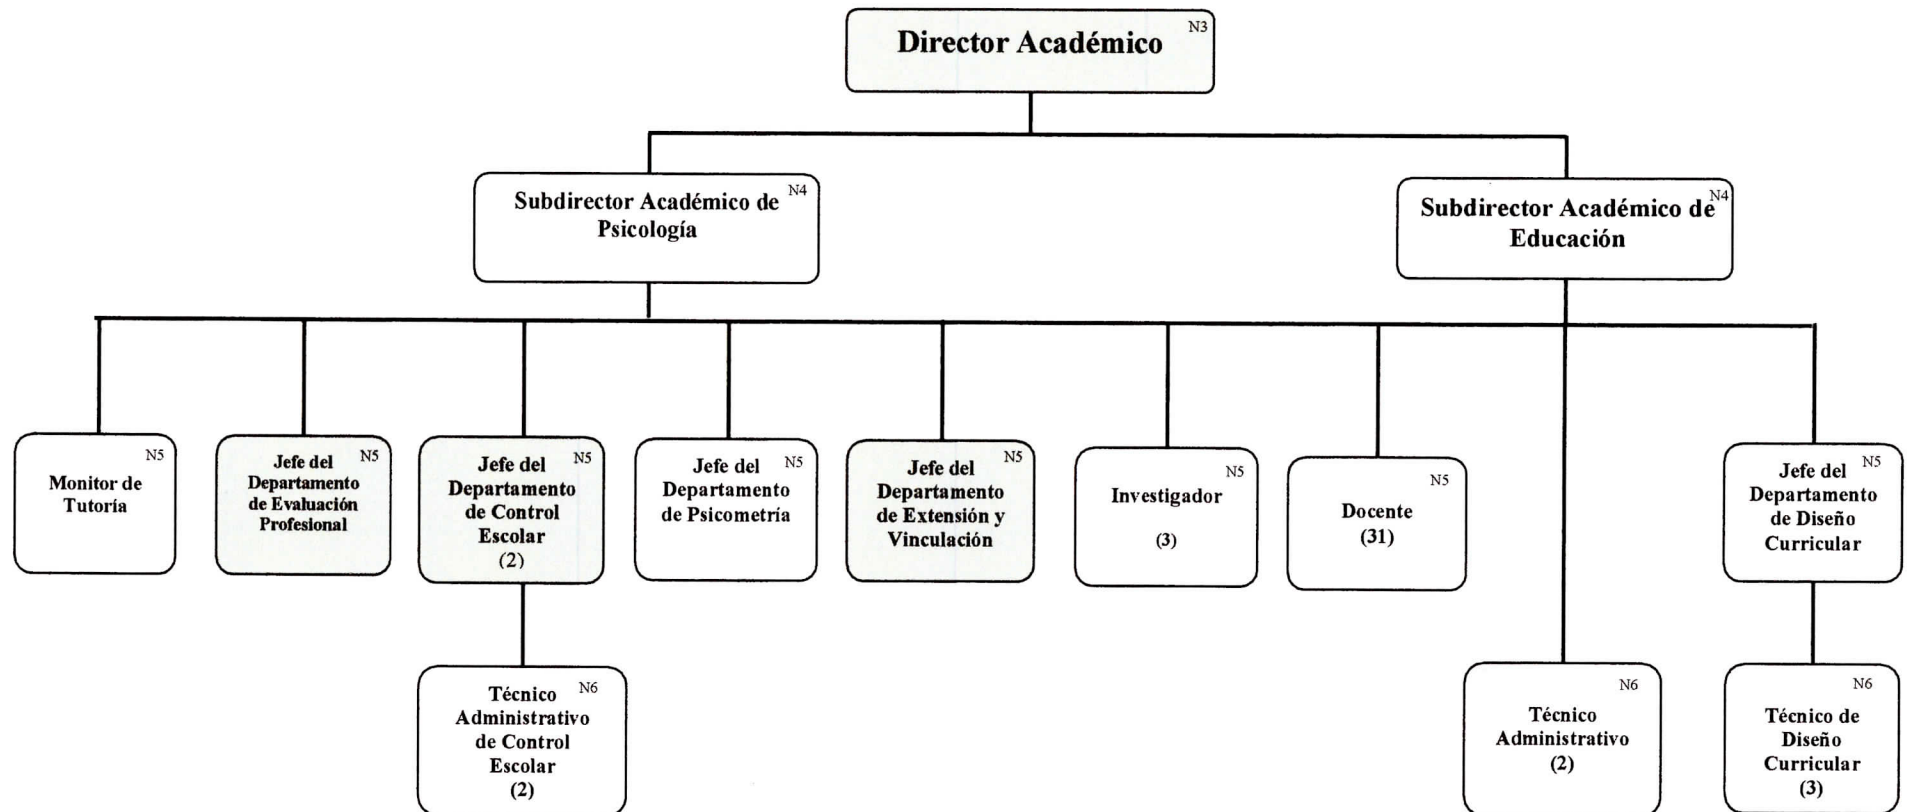 N3
Director Académico
Subdirector Académico de N4
Psicología
N4
Subdirector Académico de
Educación
N5
Monitor de
Tutoría
Jefe del N5
Departamento
de Evaluación
Profesional
Jefe del N5
Departamento
de Control
Escolar
(2)
Jefe del N5
Departamento
de Psicometría
Jefe del N5
Departamento
de Extensión y
Vinculación
N5
Investigador
(3)
N5
Docente
(31)
Jefe del N5
Departamento
de Diseño
Curricular
Técnico N6
Administrativo
de Control
Escolar
(2)
N6
Técnico
Administrativo
(2)
N6
Técnico de
Diseño
Curricular
(3)